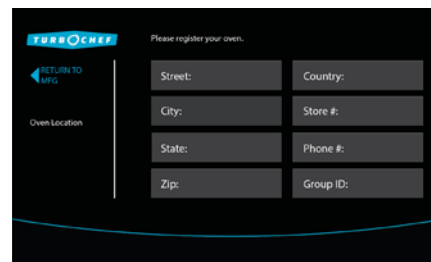 TURBOCHEF
Please register your oven.
RETURN TO
MFG
Oven Location
Street:
Country:
City:
Store #:
State:
Phone #:
Zip:
Group ID: